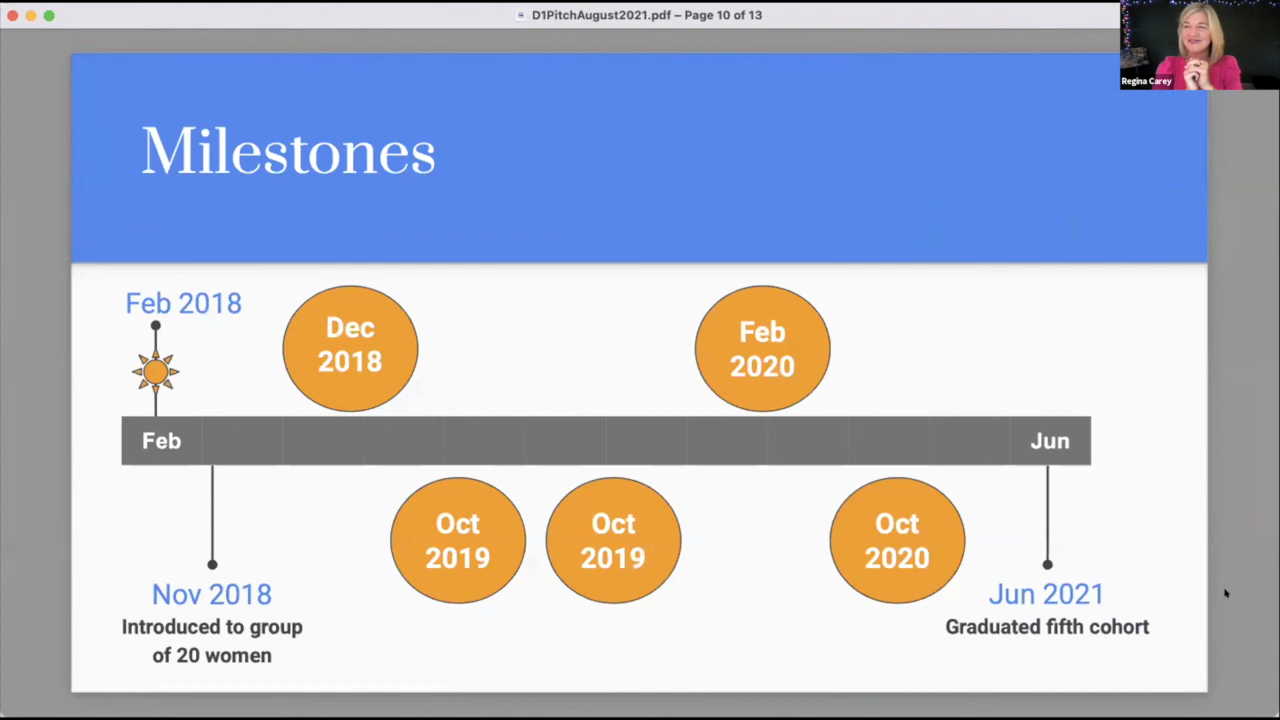 D1PitchAugust2021.pdf – Page 10 of 13
Regina Carey
Milestones
Feb 2018
Dec
2018
Feb
2020
Feb
Jun
Oct
2019
Oct
2019
Oct
2020
Nov 2018
Introduced to group
of 20 women
Jun 2021
Graduated fifth cohort